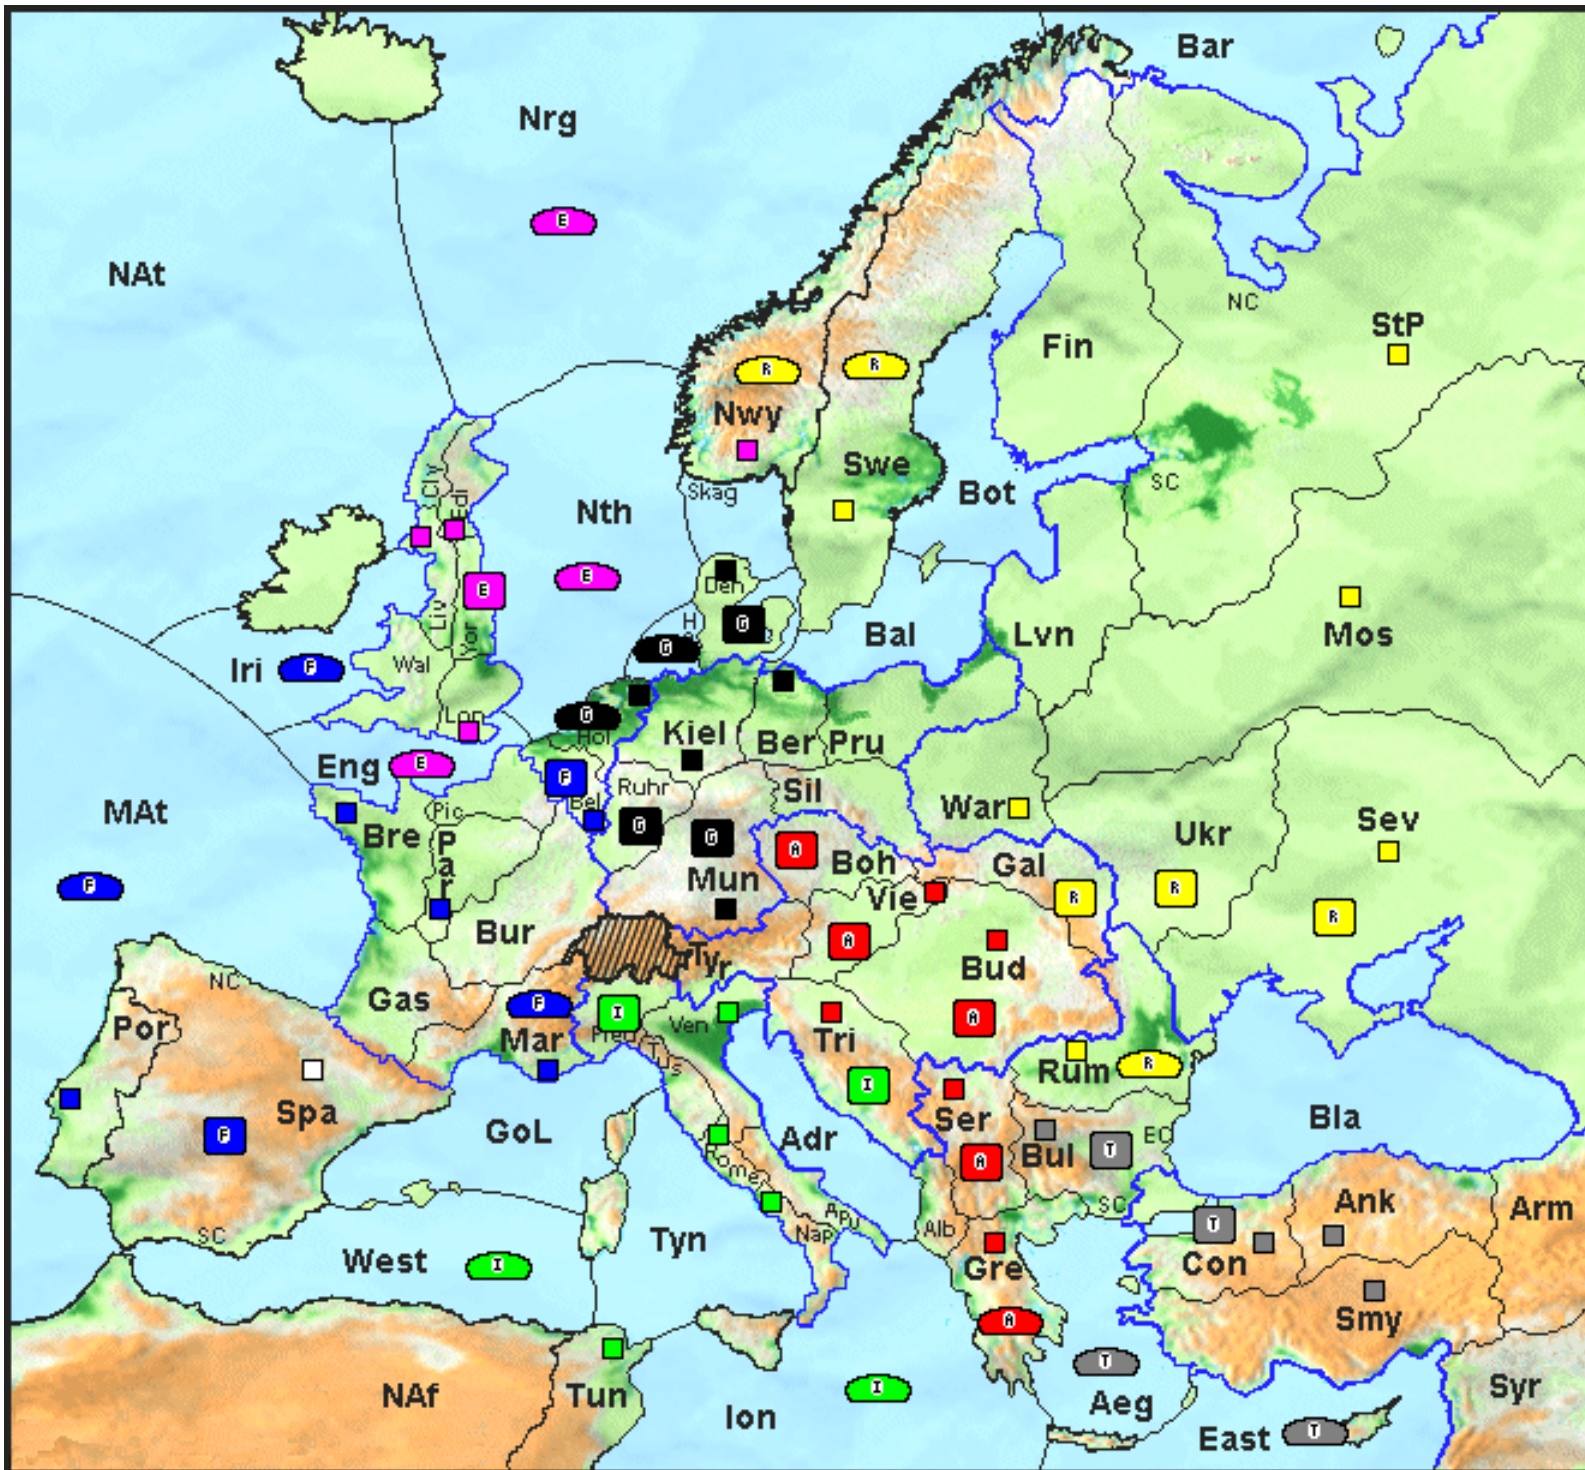 Bar
Nrg
E
NAt
NC
StP
Fin
R
R
Nwy
Swe
Skag
SC
Bot
Cly
Edi
Nth
E
Den
E
Mos
Liv
Yor
H
G
Bal
Lvn
Wal
Iri
F
G
G
Lon
Hol
Kiel
Ber
Pru
Eng
E
F
Ruhr
Sil
MAt
Bel
War
Pic
Bre
Par
G
G
A
Boh
Gal
Ukr
Sev
F
Mun
Vie
R
R
R
Bur
A
Tyr
Bud
NC
Gas
F
I
A
Por
Mar
Pied
Ven
Tri
Tus
Rum
R
I
Spa
GoL
Ser
Bla
F
Adr
Bul
T
EC
A
Rome
SC
Ank
Arm
Apu
Nap
Alb
T
SC
Tyn
West
I
Gre
Con
Smy
A
T
NAf
Tun
I
Ion
Aeg
Syr
East
T